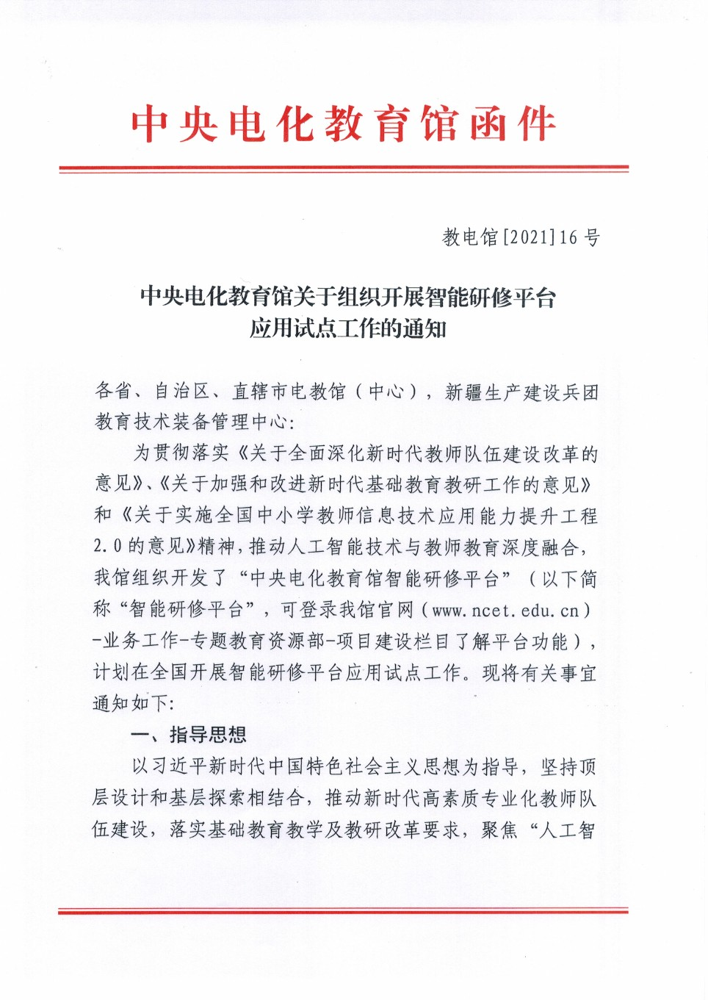 中央电化教育馆函件
教电馆[2021]16号
中央电化教育馆关于组织开展智能研修平台
应用试点工作的通知
各省、自治区、直辖市电教馆（中心），新疆生产建设兵团
教育技术装备管理中心：
为贯彻落实《关于全面深化新时代教师队伍建设改革的
意见》、《关于加强和改进新时代基础教育教研工作的意见》
和《关于实施全国中小学教师信息技术应用能力提升工程
2.0的意见》精神，推动人工智能技术与教师教育深度融合，
我馆组织开发了“中央电化教育馆智能研修平台”（以下简
称“智能研修平台”，可登录我馆官网（www.ncet.edu.cn）
-业务工作-专题教育资源部-项目建设栏目了解平台功能），
计划在全国开展智能研修平台应用试点工作。现将有关事宜
通知如下：
一、指导思想
以习近平新时代中国特色社会主义思想为指导，坚持顶
层设计和基层探索相结合，推动新时代高素质专业化教师队
伍建设，落实基础教育教学及教研改革要求，聚焦“人工智